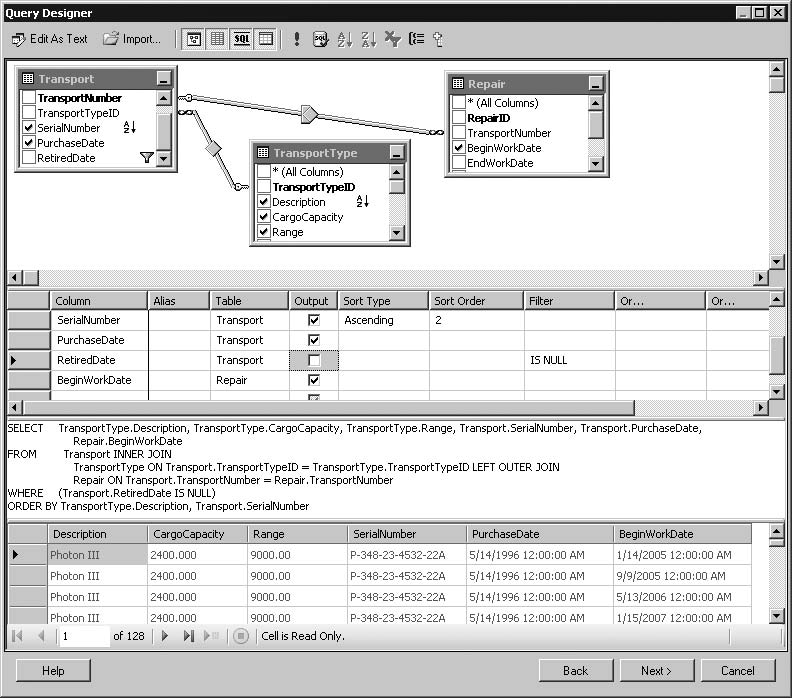 Query Designer
Edit As Text Import... SQL
Transport
TransportNumber
TransportTypeID
SerialNumber
PurchaseDate
RetiredDate
TransportType
* (All Columns)
TransportTypeID
Description
CargoCapacity
Range
Repair
* (All Columns)
RepairID
TransportNumber
BeginWorkDate
EndWorkDate
Column Alias Table Output Sort Type Sort Order Filter Or... Or...
SerialNumber Transport Ascending 2
PurchaseDate Transport
RetiredDate Transport IS NULL
BeginWorkDate Repair
SELECT TransportType.Description, TransportType.CargoCapacity, TransportType.Range, Transport.SerialNumber, Transport.PurchaseDate,
Repair.BeginWorkDate
FROM Transport INNER JOIN
TransportType ON Transport.TransportTypeID = TransportType.TransportTypeID LEFT OUTER JOIN
Repair ON Transport.TransportNumber = Repair.TransportNumber
WHERE (Transport.RetiredDate IS NULL)
ORDER BY TransportType.Description, Transport.SerialNumber
Description CargoCapacity Range SerialNumber PurchaseDate BeginWorkDate
Photon III 2400.000 9000.00 P-348-23-4532-22A 5/14/1996 12:00:00 AM 1/14/2005 12:00:00 AM
Photon III 2400.000 9000.00 P-348-23-4532-22A 5/14/1996 12:00:00 AM 9/9/2005 12:00:00 AM
Photon III 2400.000 9000.00 P-348-23-4532-22A 5/14/1996 12:00:00 AM 5/13/2006 12:00:00 AM
Photon III 2400.000 9000.00 P-348-23-4532-22A 5/14/1996 12:00:00 AM 1/15/2007 12:00:00 AM
1 of 128 Cell is Read Only.
Help Back Next > Cancel